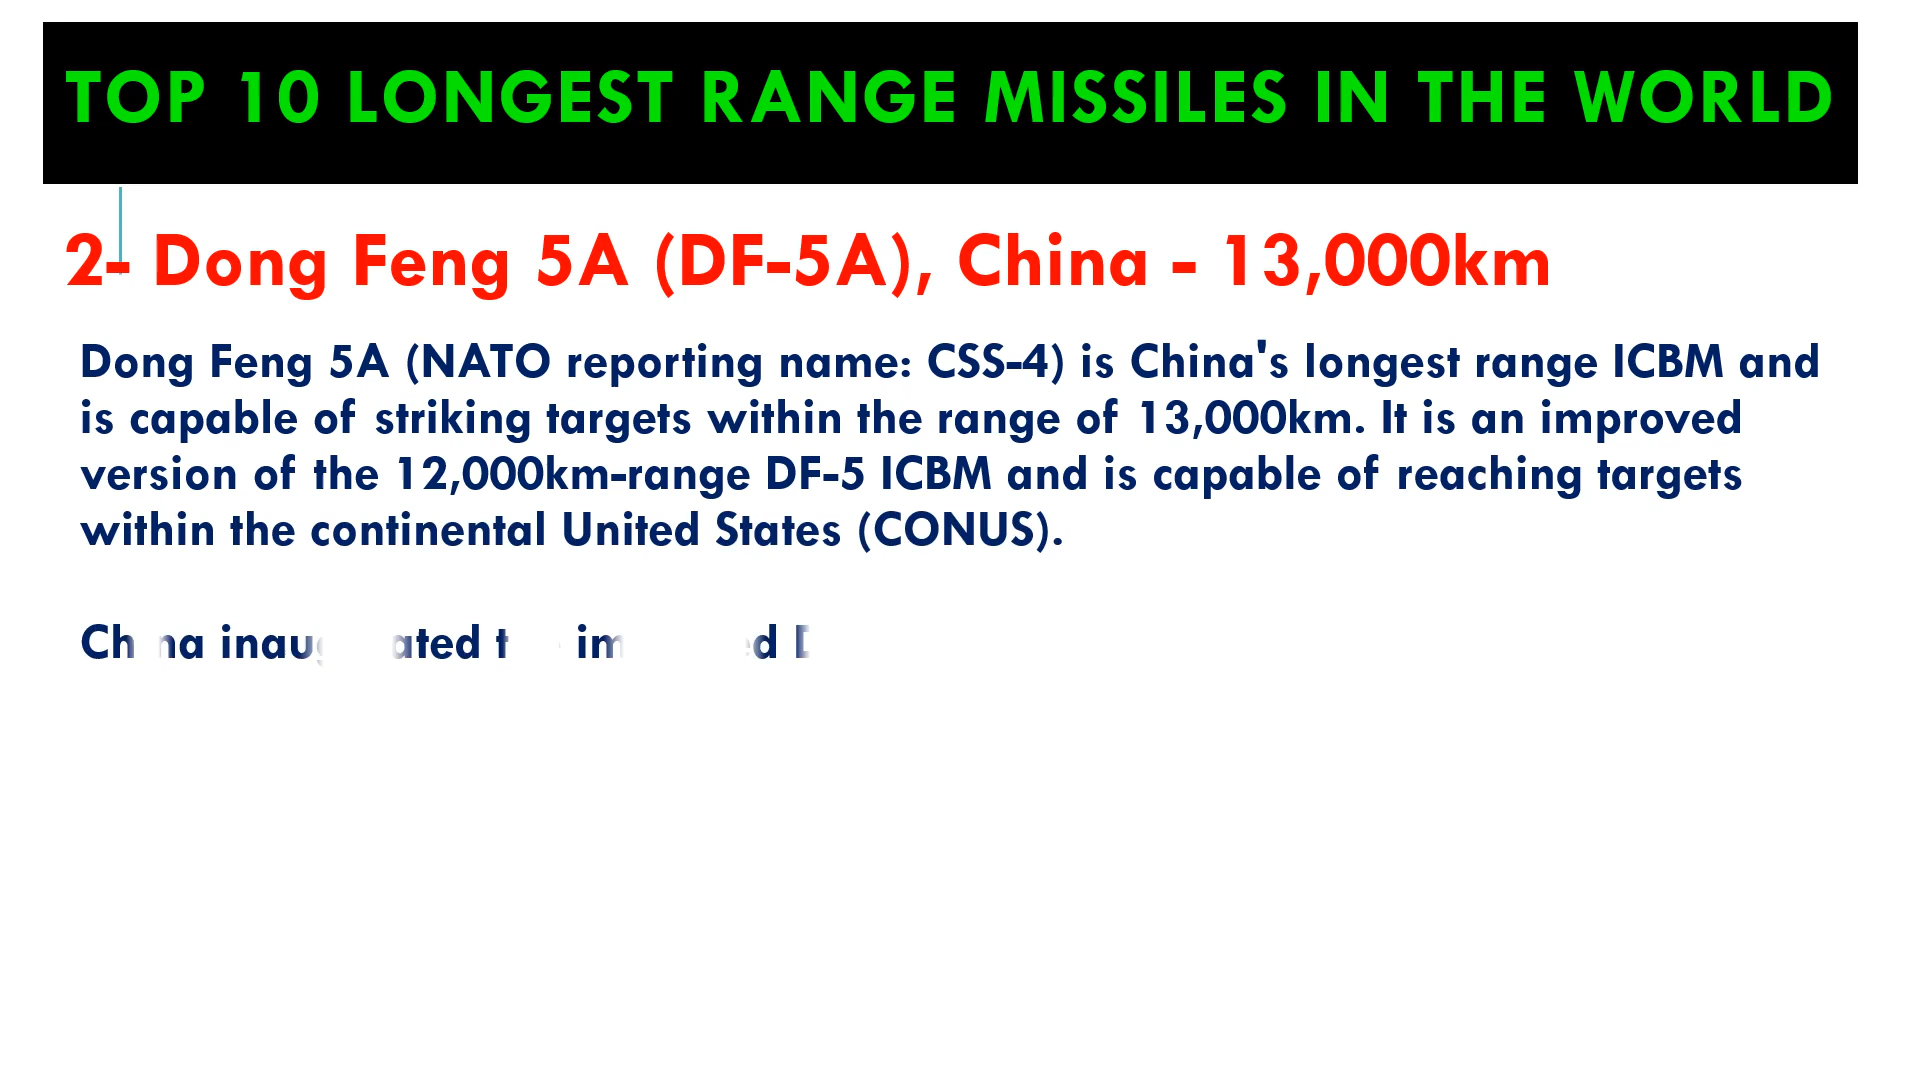 TOP 10 LONGEST RANGE MISSILES IN THE WORLD
2- Dong Feng 5A (DF-5A), China - 13,000km
Dong Feng 5A (NATO reporting name: CSS-4) is China's longest range ICBM and
is capable of striking targets within the range of 13,000km. It is an improved
version of the 12,000km-range DF-5 ICBM and is capable of reaching targets
within the continental United States (CONUS).
China inaugurated the